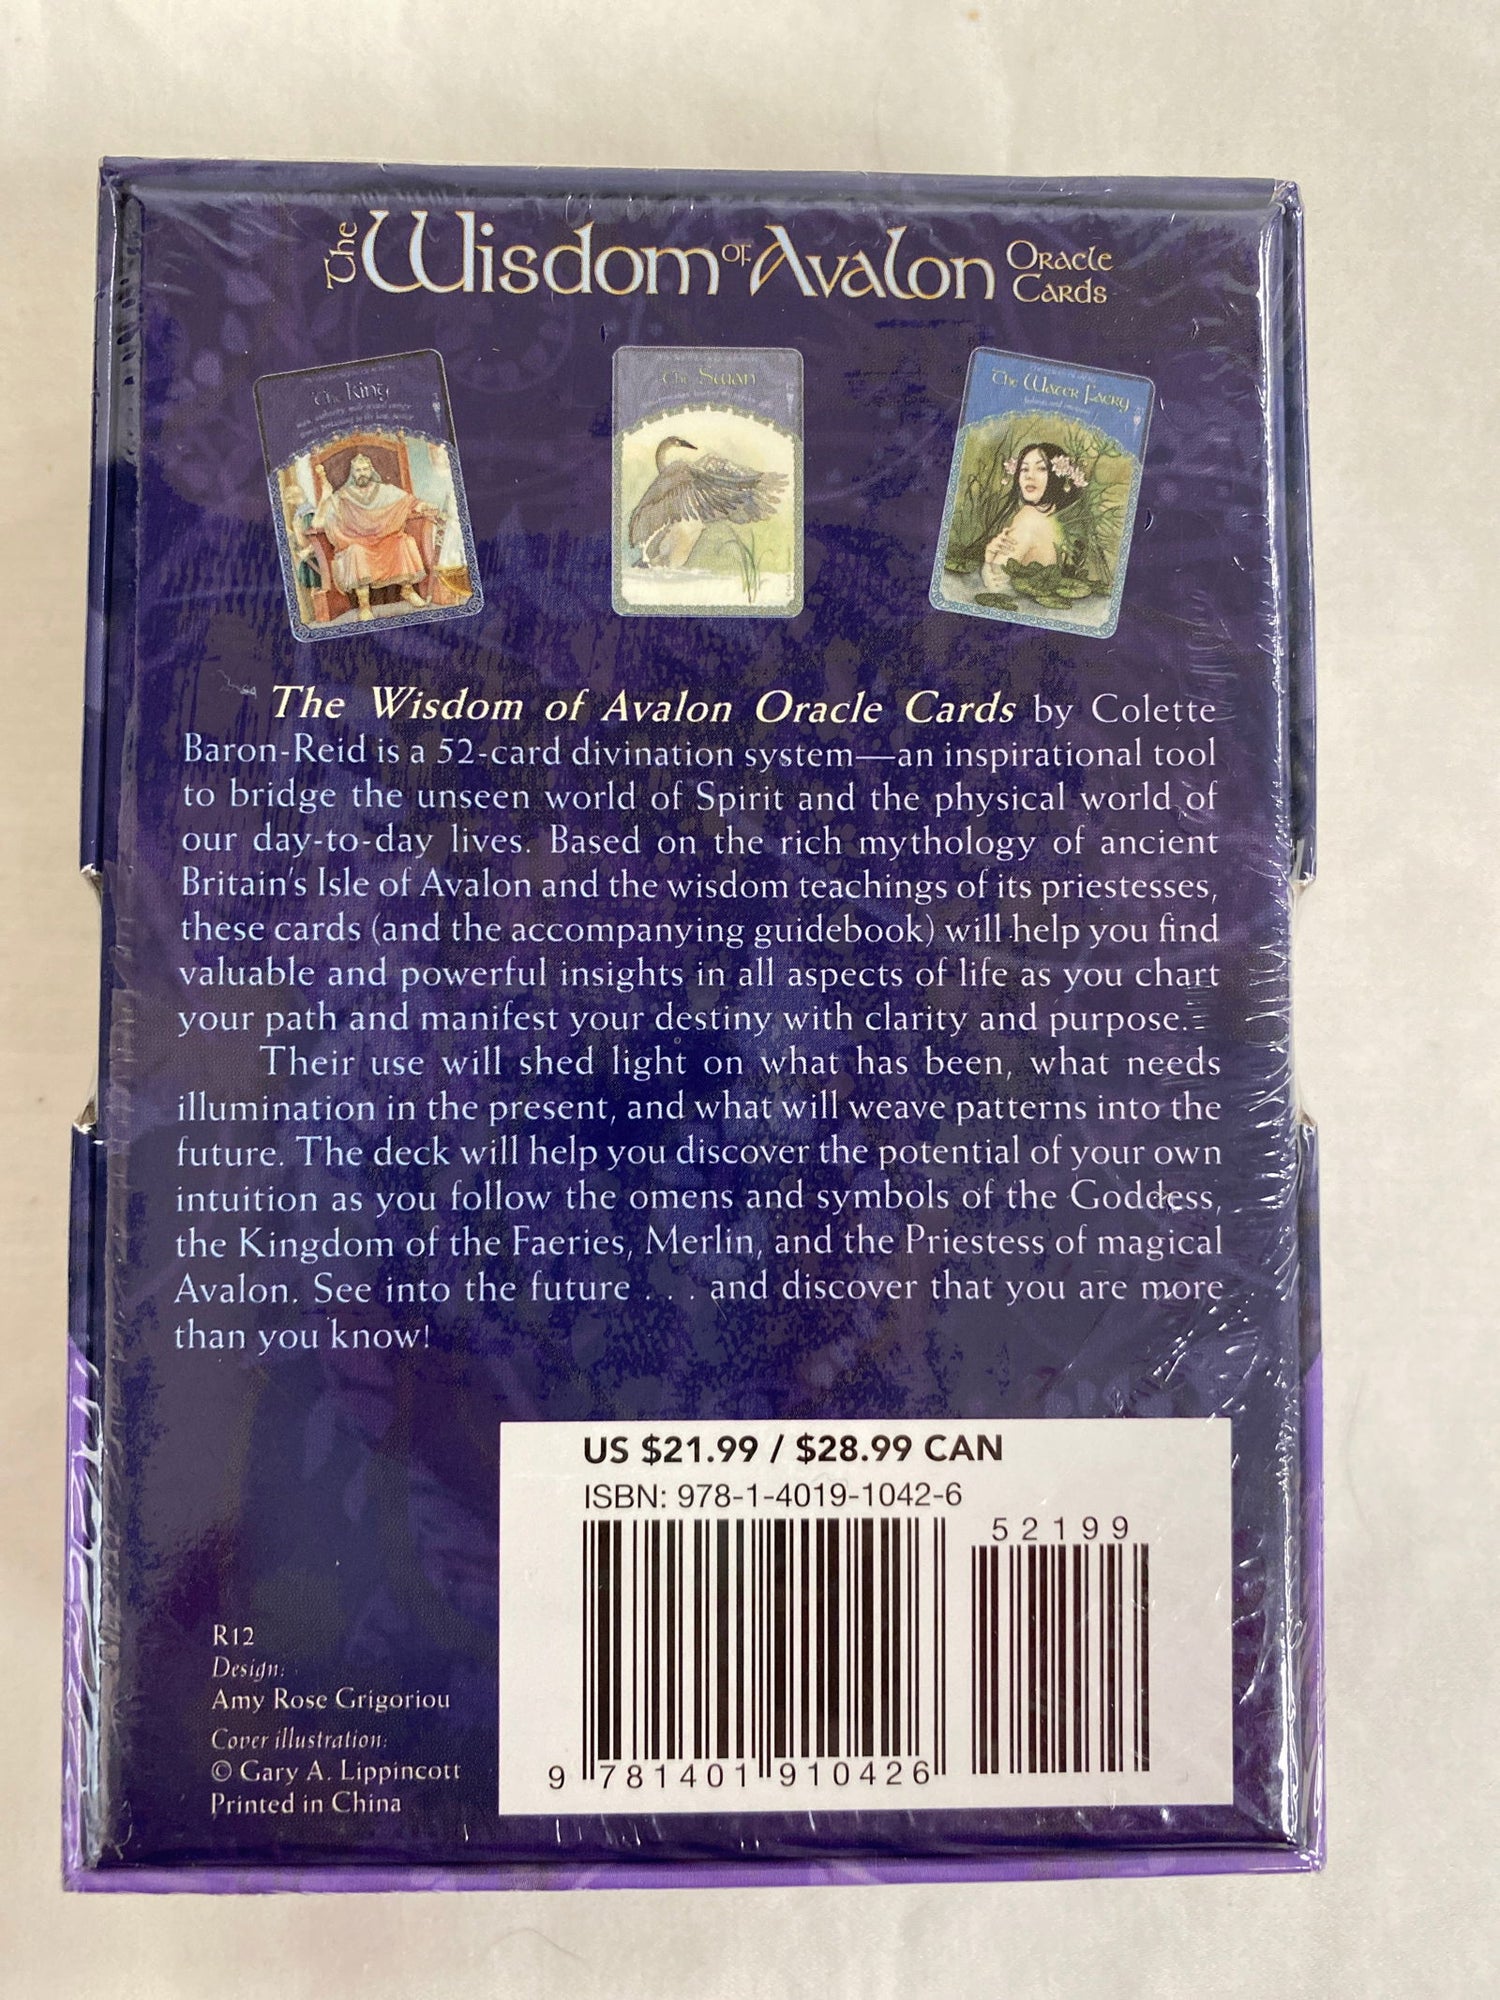 The Wisdom of Avalon Oracle Cards
The King
The Swan
The Water Faery
The Wisdom of Avalon Oracle Cards by Colette
Baron-Reid is a 52-card divination system—an inspirational tool
to bridge the unseen world of Spirit and the physical world of
our day-to-day lives. Based on the rich mythology of ancient
Britain's Isle of Avalon and the wisdom teachings of its priestesses,
these cards (and the accompanying guidebook) will help you find
valuable and powerful insights in all aspects of life as you chart
your path and manifest your destiny with clarity and purpose.
Their use will shed light on what has been, what needs
illumination in the present, and what will weave patterns into the
future. The deck will help you discover the potential of your own
intuition as you follow the omens and symbols of the Goddess,
the Kingdom of the Faeries, Merlin, and the Priestess of magical
Avalon. See into the future . . . and discover that you are more
than you know!
US $21.99 / $28.99 CAN
ISBN: 978-1-4019-1042-6
52199
9 781401 910426
R12
Design:
Amy Rose Grigoriou
Cover illustration:
© Gary A. Lippincott
Printed in China